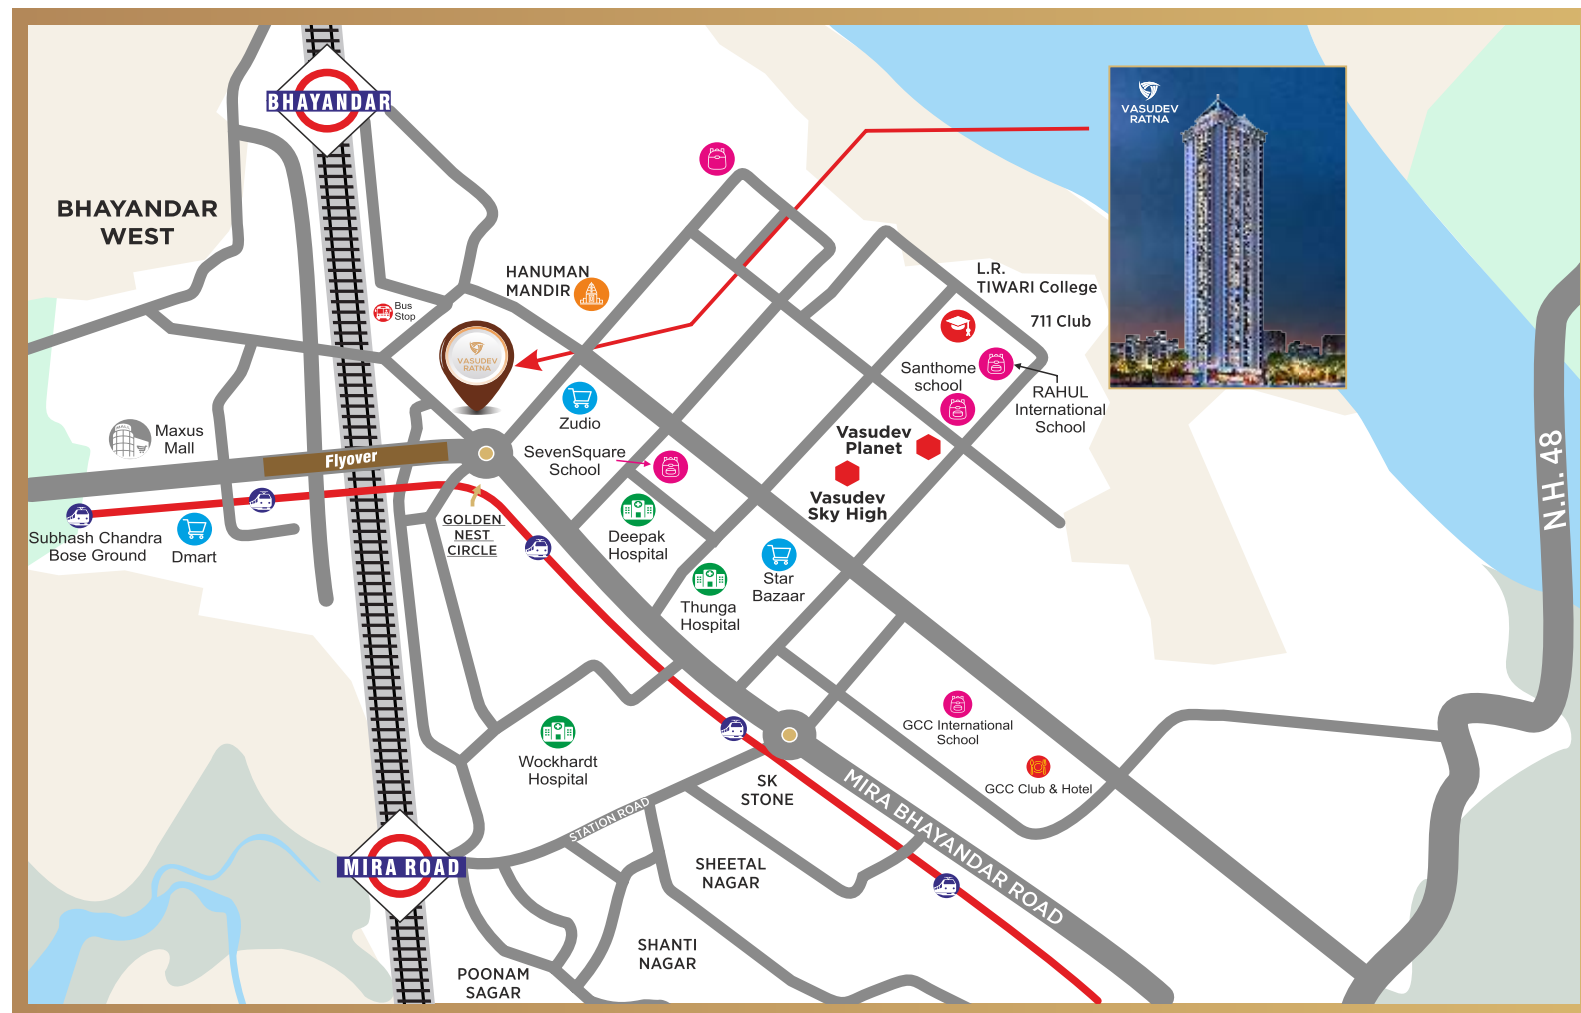 BHAYANDAR
VASUDEV
RATNA
BHAYANDAR
WEST
HANUMAN
MANDIR
L.R.
TIWARI College
711 Club
Bus
Stop
VASUDEV
RATNA
Santhome
school
RAHUL
International
School
Zudio
Maxus
Mall
Vasudev
Planet
Flyover
SevenSquare
School
Vasudev
Sky High
N.H. 48
GOLDEN
NEST
CIRCLE
Subhash Chandra
Bose Ground
Dmart
Deepak
Hospital
Star
Bazaar
Thunga
Hospital
GCC International
School
Wockhardt
Hospital
SK
STONE
GCC Club & Hotel
MIRA BHAYANDAR ROAD
STATION ROAD
MIRA ROAD
SHEETAL
NAGAR
SHANTI
NAGAR
POONAM
SAGAR